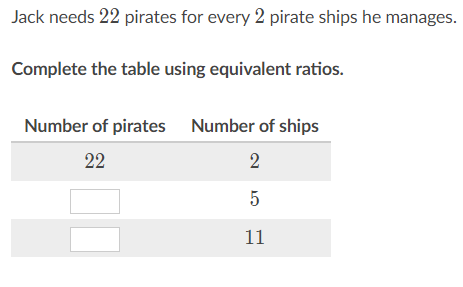 Jack needs 22 pirates for every 2 pirate ships he manages.
Complete the table using equivalent ratios.
Number of pirates Number of ships
22 2
5
11